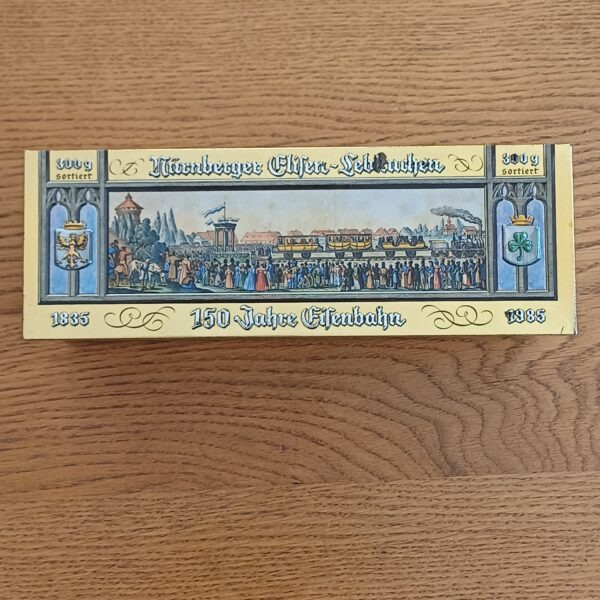 300g
sortiert
Nürnberger Elisen-Lebkuchen
300g
sortiert
1835
150 Jahre Eisenbahn
1985